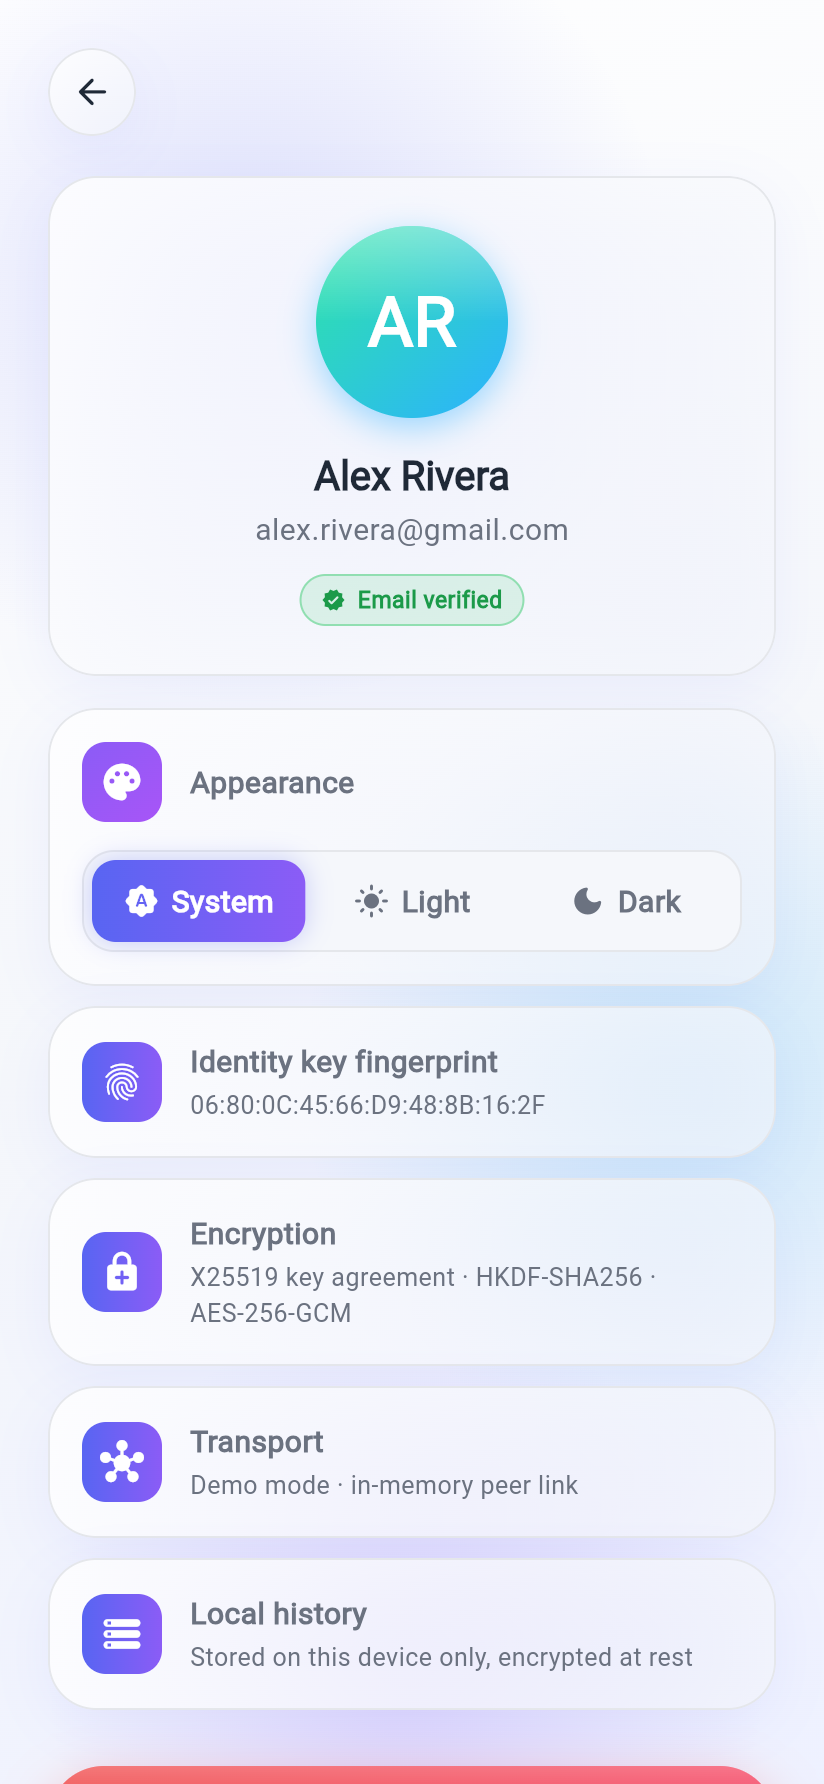 AR
Alex Rivera
alex.rivera@gmail.com
Email verified
Appearance
System
Light
Dark
Identity key fingerprint
06:80:0C:45:66:D9:48:8B:16:2F
Encryption
X25519 key agreement · HKDF-SHA256 ·
AES-256-GCM
Transport
Demo mode · in-memory peer link
Local history
Stored on this device only, encrypted at rest